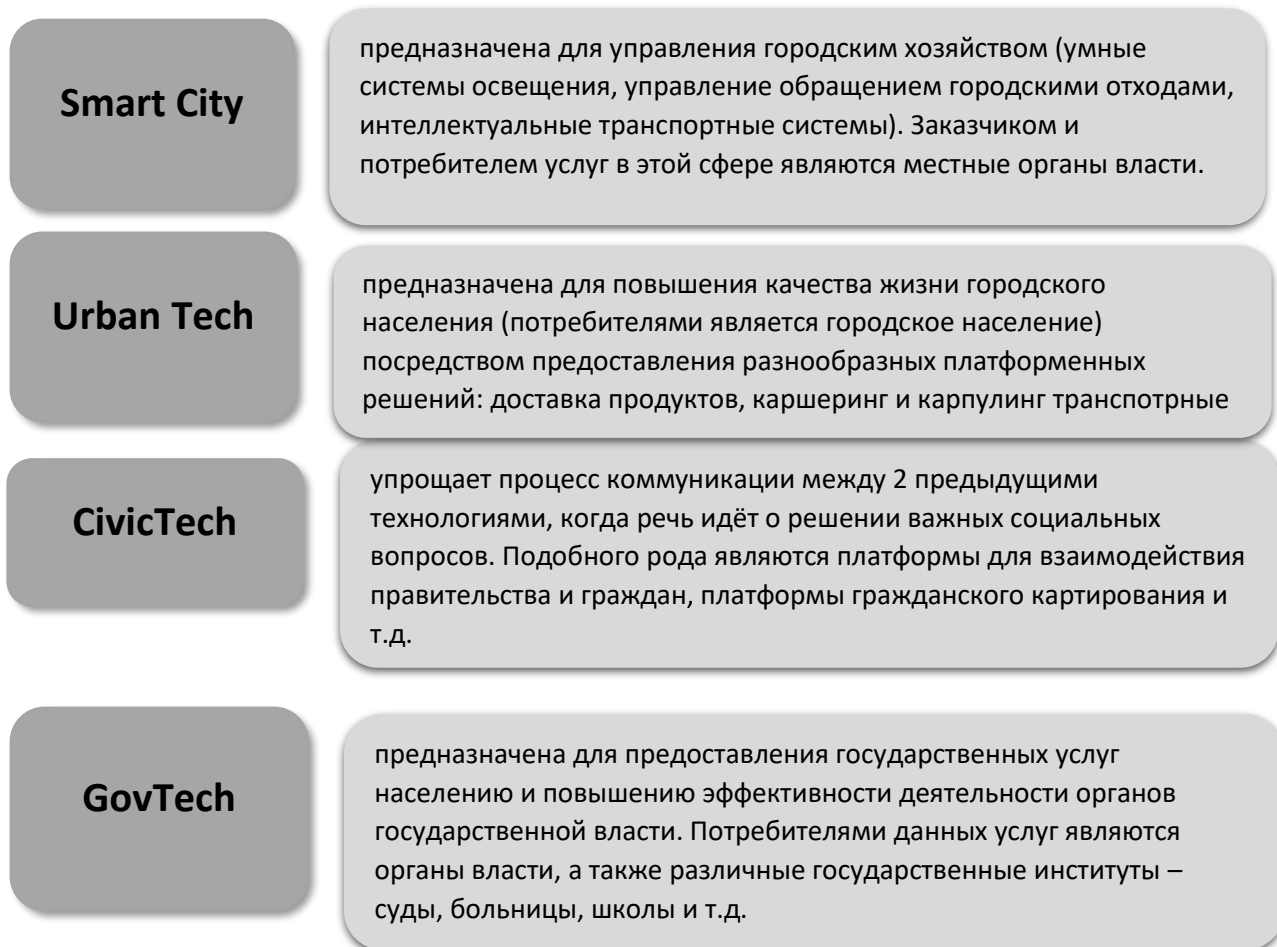 Smart City
предназначена для управления городским хозяйством (умные
системы освещения, управление обращением городскими отходами,
интеллектуальные транспортные системы). Заказчиком и
потребителем услуг в этой сфере являются местные органы власти.
Urban Tech
предназначена для повышения качества жизни городского
населения (потребителями является городское население)
посредством предоставления разнообразных платформенных
решений: доставка продуктов, каршеринг и карпулинг транспотрные
CivicTech
упрощает процесс коммуникации между 2 предыдущими
технологиями, когда речь идёт о решении важных социальных
вопросов. Подобного рода являются платформы для взаимодействия
правительства и граждан, платформы гражданского картирования и
т.д.
GovTech
предназначена для предоставления государственных услуг
населению и повышению эффективности деятельности органов
государственной власти. Потребителями данных услуг являются
органы власти, а также различные государственные институты –
суды, больницы, школы и т.д.